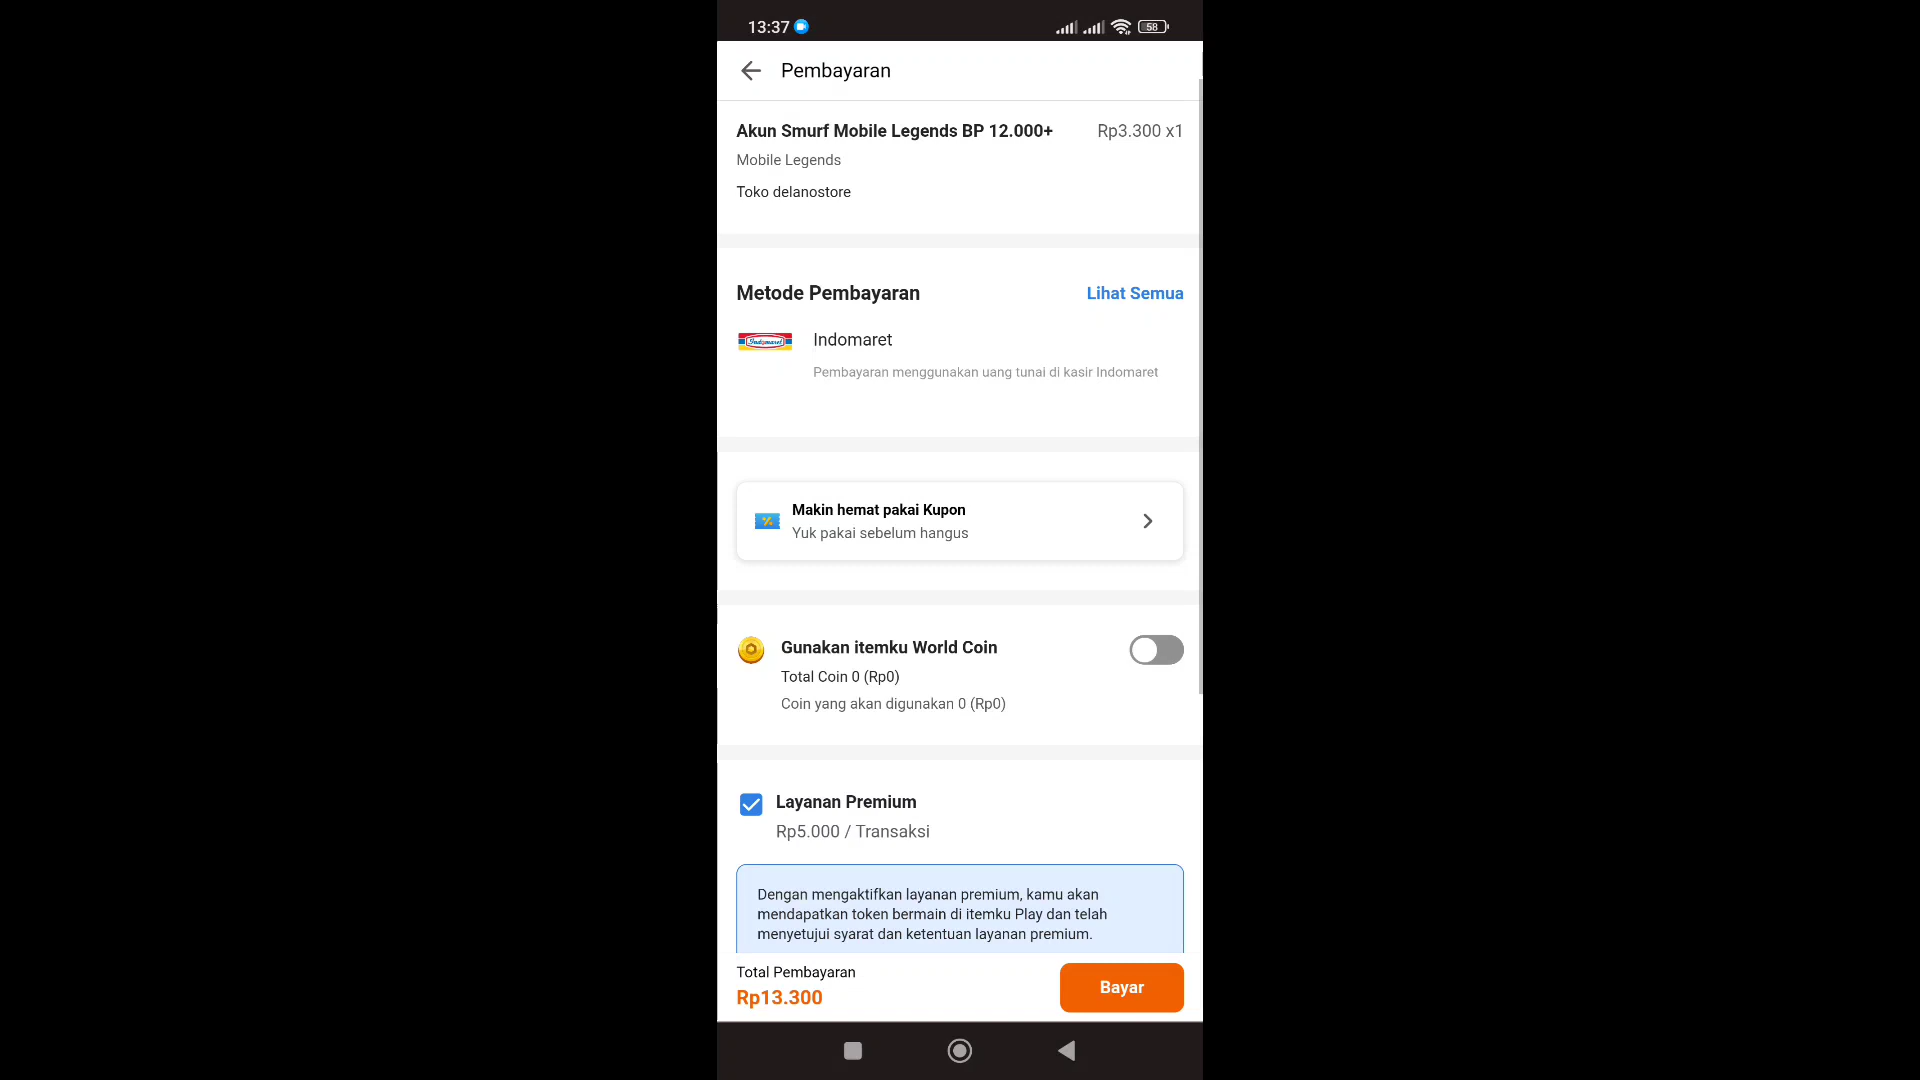 13:37
58
Pembayaran
Akun Smurf Mobile Legends BP 12.000+
Rp3.300 x1
Mobile Legends
Toko delanostore
Metode Pembayaran
Lihat Semua
Indomaret
Indomaret
Pembayaran menggunakan uang tunai di kasir Indomaret
Makin hemat pakai Kupon
Yuk pakai sebelum hangus
Gunakan itemku World Coin
Total Coin 0 (Rp0)
Coin yang akan digunakan 0 (Rp0)
Layanan Premium
Rp5.000 / Transaksi
Dengan mengaktifkan layanan premium, kamu akan
mendapatkan token bermain di itemku Play dan telah
menyetujui syarat dan ketentuan layanan premium.
Total Pembayaran
Rp13.300
Bayar